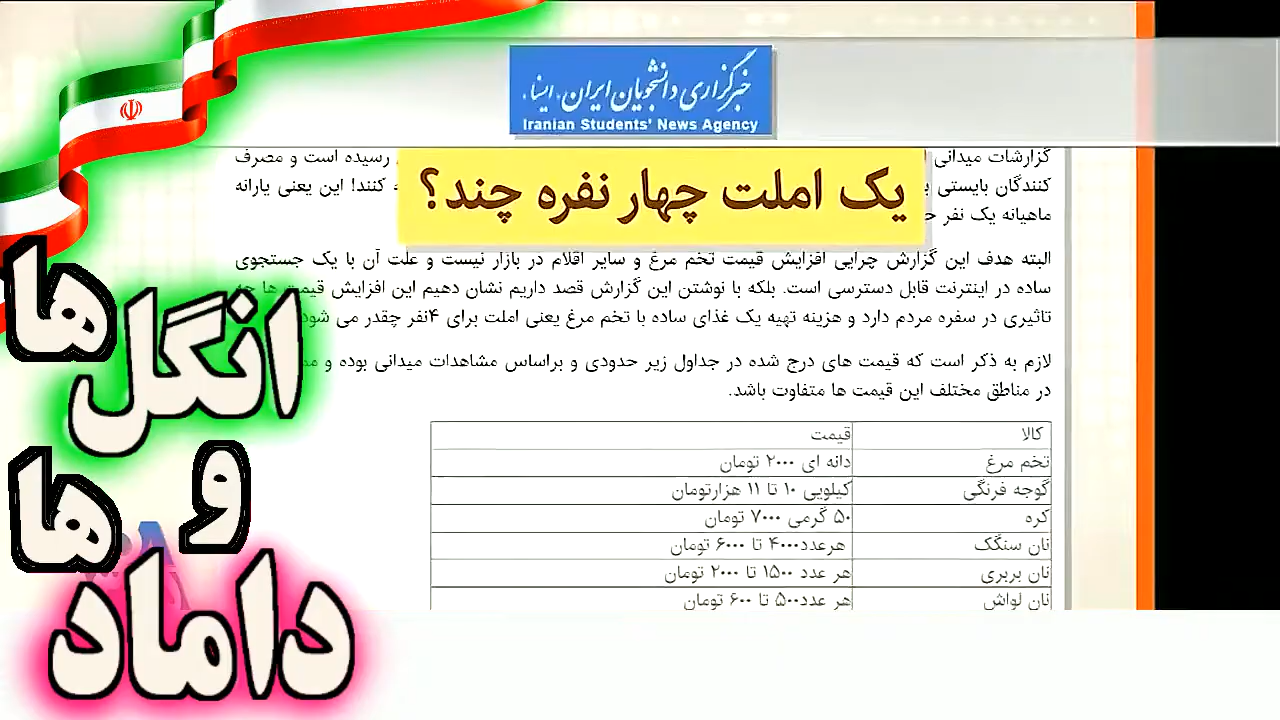 خبرگزاری دانشجویان ایران، ایسنا،
Iranian Students' News Agency
یک املت چهار نفره چند؟
گزارشات میدانی
رسیده است و مصرف
کنندگان بایستی
کنند! این یعنی یارانه
ماهیانه یک نفر
البته هدف این گزارش چرایی افزایش قیمت تخم مرغ و سایر اقلام در بازار نیست و علت آن با یک جستجوی
ساده در اینترنت قابل دسترسی است. بلکه با نوشتن این گزارش قصد داریم نشان دهیم این افزایش قیمت ها چه
تاثیری در سفره مردم دارد و هزینه تهیه یک غذای ساده با تخم مرغ یعنی املت برای ۴نفر چقدر می شود
لازم به ذکر است که قیمت های درج شده در جداول زیر حدودی و براساس مشاهدات میدانی بوده و
در مناطق مختلف این قیمت ها متفاوت باشد.
کالا قیمت
تخم مرغ دانه ای ۲۰۰۰ تومان
گوجه فرنگی کیلویی ۱۰ تا ۱۱ هزارتومان
کره ۵۰ گرمی ۷۰۰۰ تومان
نان سنگک هرعدد۴۰۰۰ تا ۶۰۰۰ تومان
نان بربری هر عدد ۱۵۰۰ تا ۲۰۰۰ تومان
نان لواش هر عدد۵۰۰ تا ۶۰۰ تومان
انگل ها
و
داماد ها